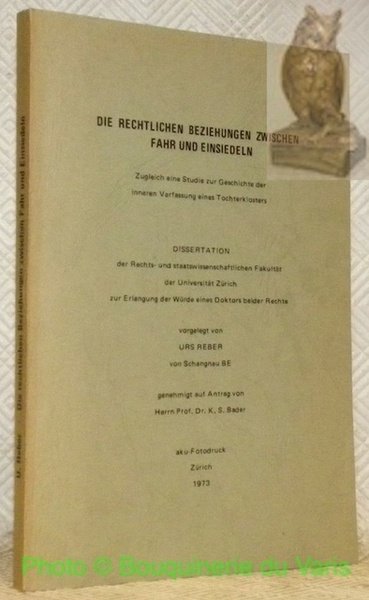 DIE RECHTLICHEN BEZIEHUNGEN ZWISCHEN
FAHR UND EINSIEDELN
Zugleich eine Studie zur Geschichte der
inneren Verfassung eines Tochterklosters
DISSERTATION
der Rechts- und staatswissenschaftlichen Fakultät
der Universität Zürich
zur Erlangung der Würde eines Doktors beider Rechte
vorgelegt von
URS REBER
von Schangnau BE
genehmigt auf Antrag von
Herrn Prof. Dr. K. S. Bader
aku-Fotodruck
Zürich
1973
U. Reber Die rechtlichen Beziehungen zwischen Fahr und Einsiedeln
Photo © Bouquinerie du Varis